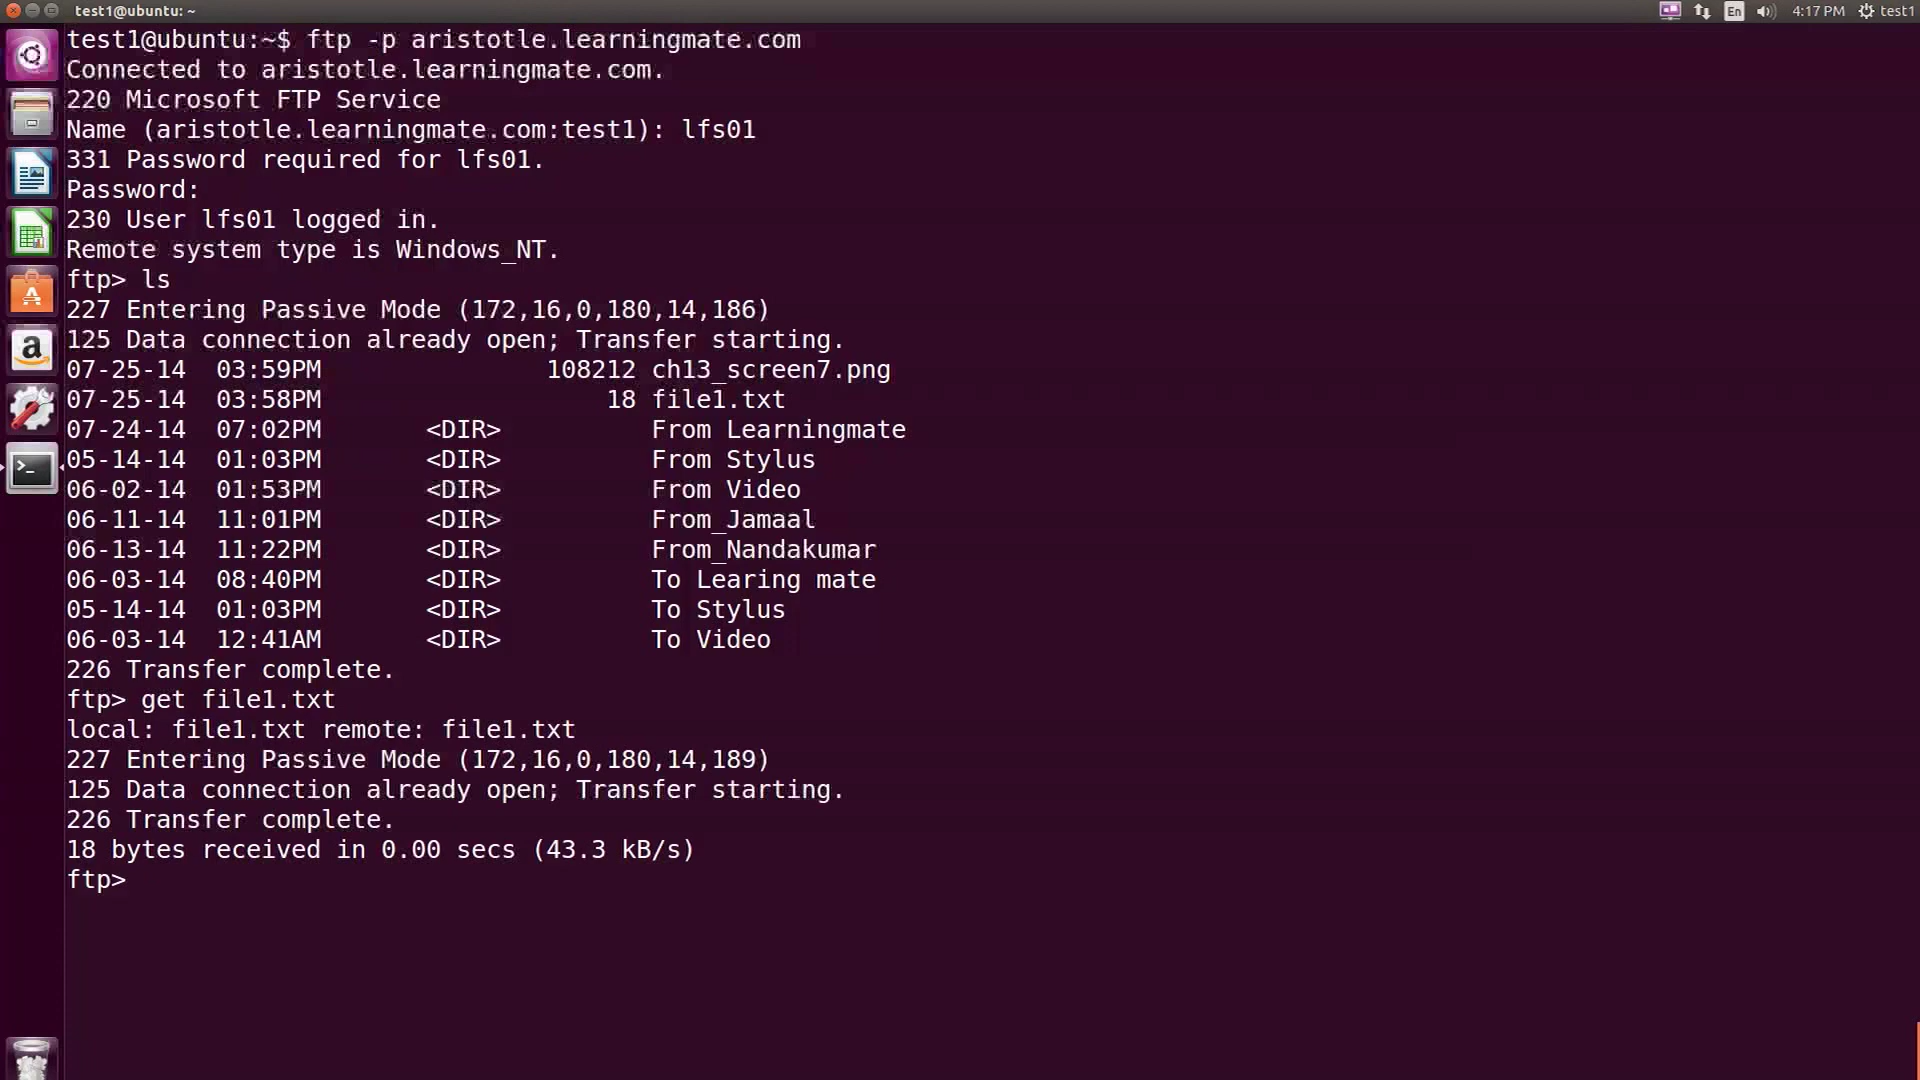 test1@ubuntu: ~
En
4:17 PM
test1
test1@ubuntu:~$ ftp -p aristotle.learningmate.com
Connected to aristotle.learningmate.com.
220 Microsoft FTP Service
Name (aristotle.learningmate.com:test1): lfs01
331 Password required for lfs01.
Password:
230 User lfs01 logged in.
Remote system type is Windows_NT.
ftp> ls
227 Entering Passive Mode (172,16,0,180,14,186)
125 Data connection already open; Transfer starting.
07-25-14  03:59PM               108212 ch13_screen7.png
07-25-14  03:58PM                   18 file1.txt
07-24-14  07:02PM       <DIR>          From Learningmate
05-14-14  01:03PM       <DIR>          From Stylus
06-02-14  01:53PM       <DIR>          From Video
06-11-14  11:01PM       <DIR>          From_Jamaal
06-13-14  11:22PM       <DIR>          From_Nandakumar
06-03-14  08:40PM       <DIR>          To Learing mate
05-14-14  01:03PM       <DIR>          To Stylus
06-03-14  12:41AM       <DIR>          To Video
226 Transfer complete.
ftp> get file1.txt
local: file1.txt remote: file1.txt
227 Entering Passive Mode (172,16,0,180,14,189)
125 Data connection already open; Transfer starting.
226 Transfer complete.
18 bytes received in 0.00 secs (43.3 kB/s)
ftp>